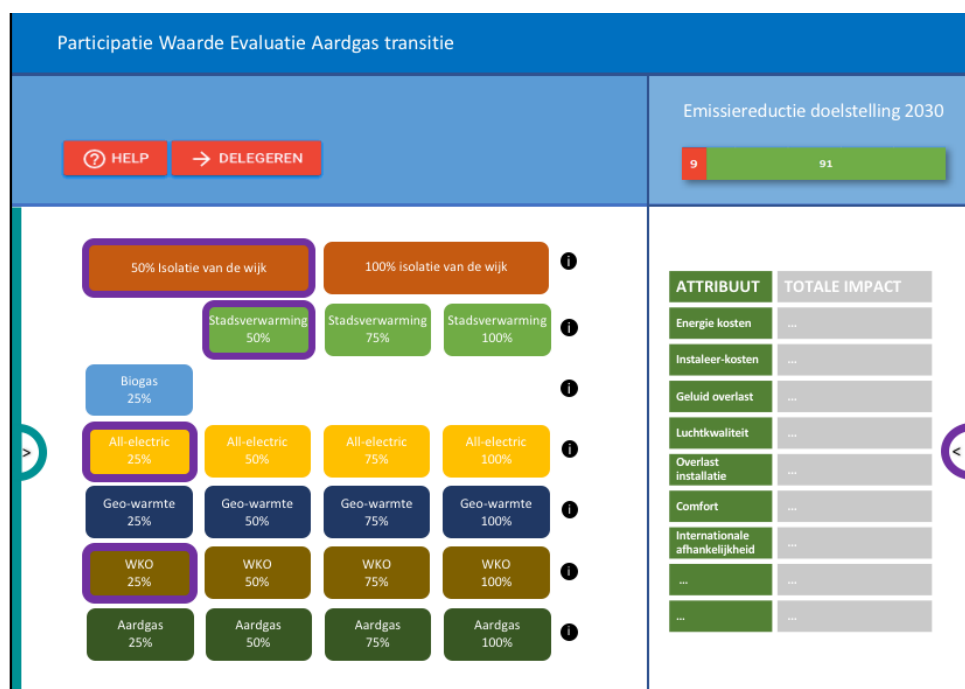 Participatie Waarde Evaluatie Aardgas transitie
Emissiereductie doelstelling 2030
? HELP
→ DELEGEREN
9
91
50% Isolatie van de wijk
100% isolatie van de wijk
i
Stadsverwarming
50%
Stadsverwarming
75%
Stadsverwarming
100%
i
Biogas
25%
i
All-electric
25%
All-electric
50%
All-electric
75%
All-electric
100%
i
Geo-warmte
25%
Geo-warmte
50%
Geo-warmte
75%
Geo-warmte
100%
i
WKO
25%
WKO
50%
WKO
75%
WKO
100%
i
Aardgas
25%
Aardgas
50%
Aardgas
75%
Aardgas
100%
i
>
ATTRIBUUT
TOTALE IMPACT
Energie kosten
...
Instaleer-kosten
...
Geluid overlast
...
Luchtkwaliteit
...
Overlast
installatie
...
Comfort
...
Internationale
afhankelijkheid
...
...
...
...
...
<